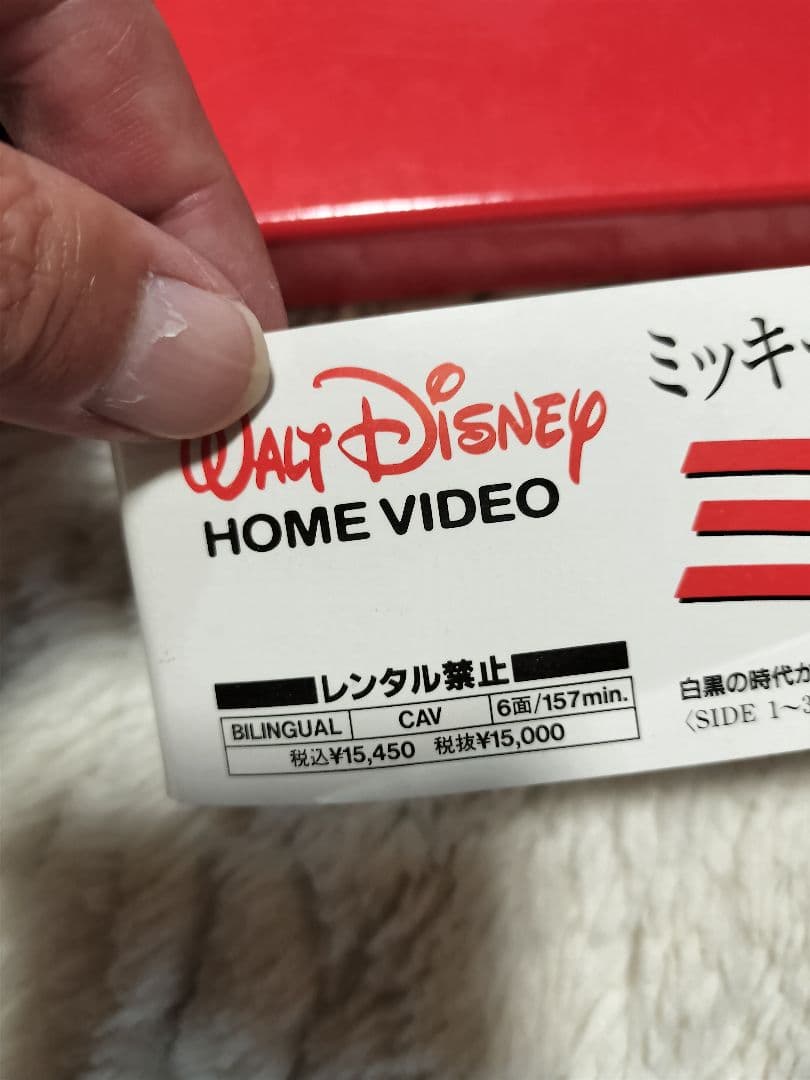 WALT DISNEY
HOME VIDEO
ミッキー
レンタル禁止
BILINGUAL CAV 6面/157min.
税込¥15,450 税抜¥15,000
白黒の時代か
〈SIDE 1〜3